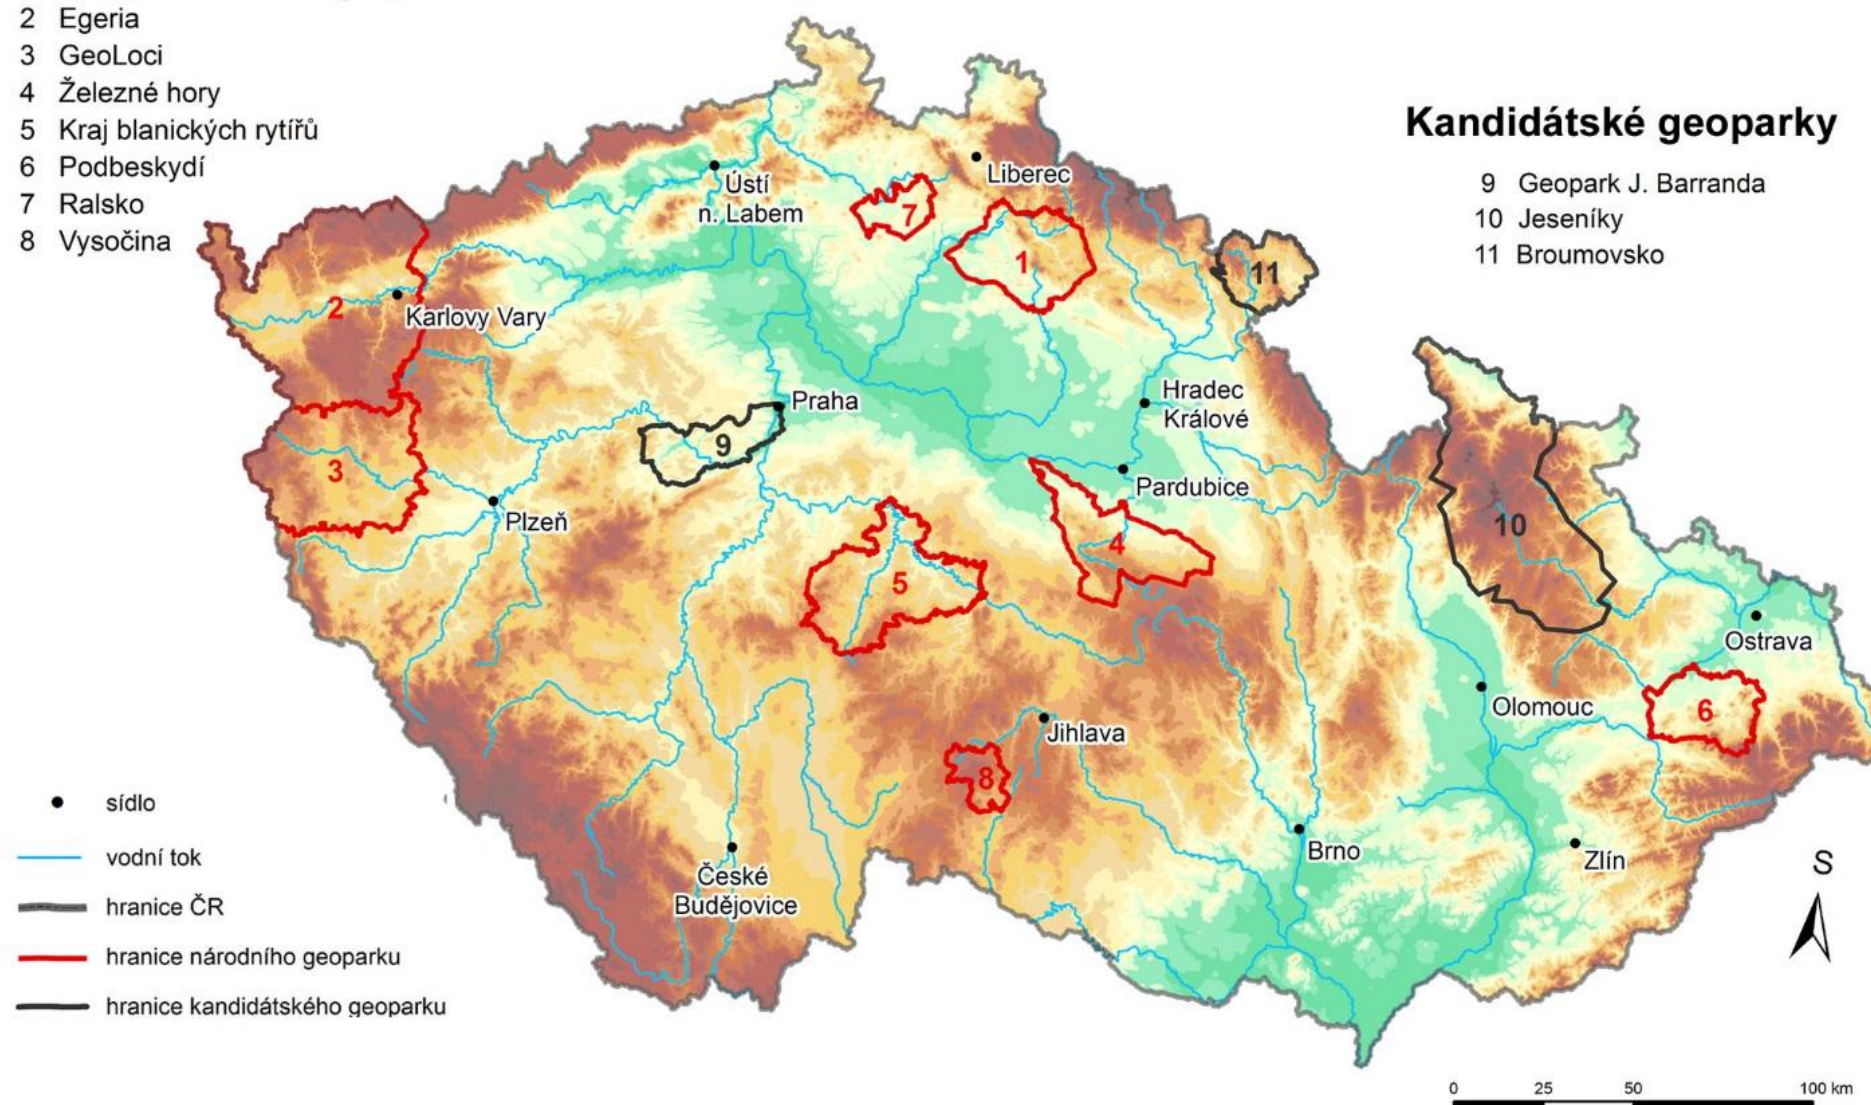 2 Egeria
3 GeoLoci
4 Železné hory
5 Kraj blanických rytířů
6 Podbeskydí
7 Ralsko
8 Vysočina
Kandidátské geoparky
9 Geopark J. Barranda
10 Jeseníky
11 Broumovsko
Liberec
Ústí
n. Labem
7
1
11
2
Karlovy Vary
Praha
Hradec
Králové
9
3
Pardubice
Plzeň
10
4
5
Ostrava
6
Olomouc
Jihlava
8
Brno
Zlín
České
Budějovice
sídlo
vodní tok
hranice ČR
hranice národního geoparku
hranice kandidátského geoparku
S
0 25 50 100 km